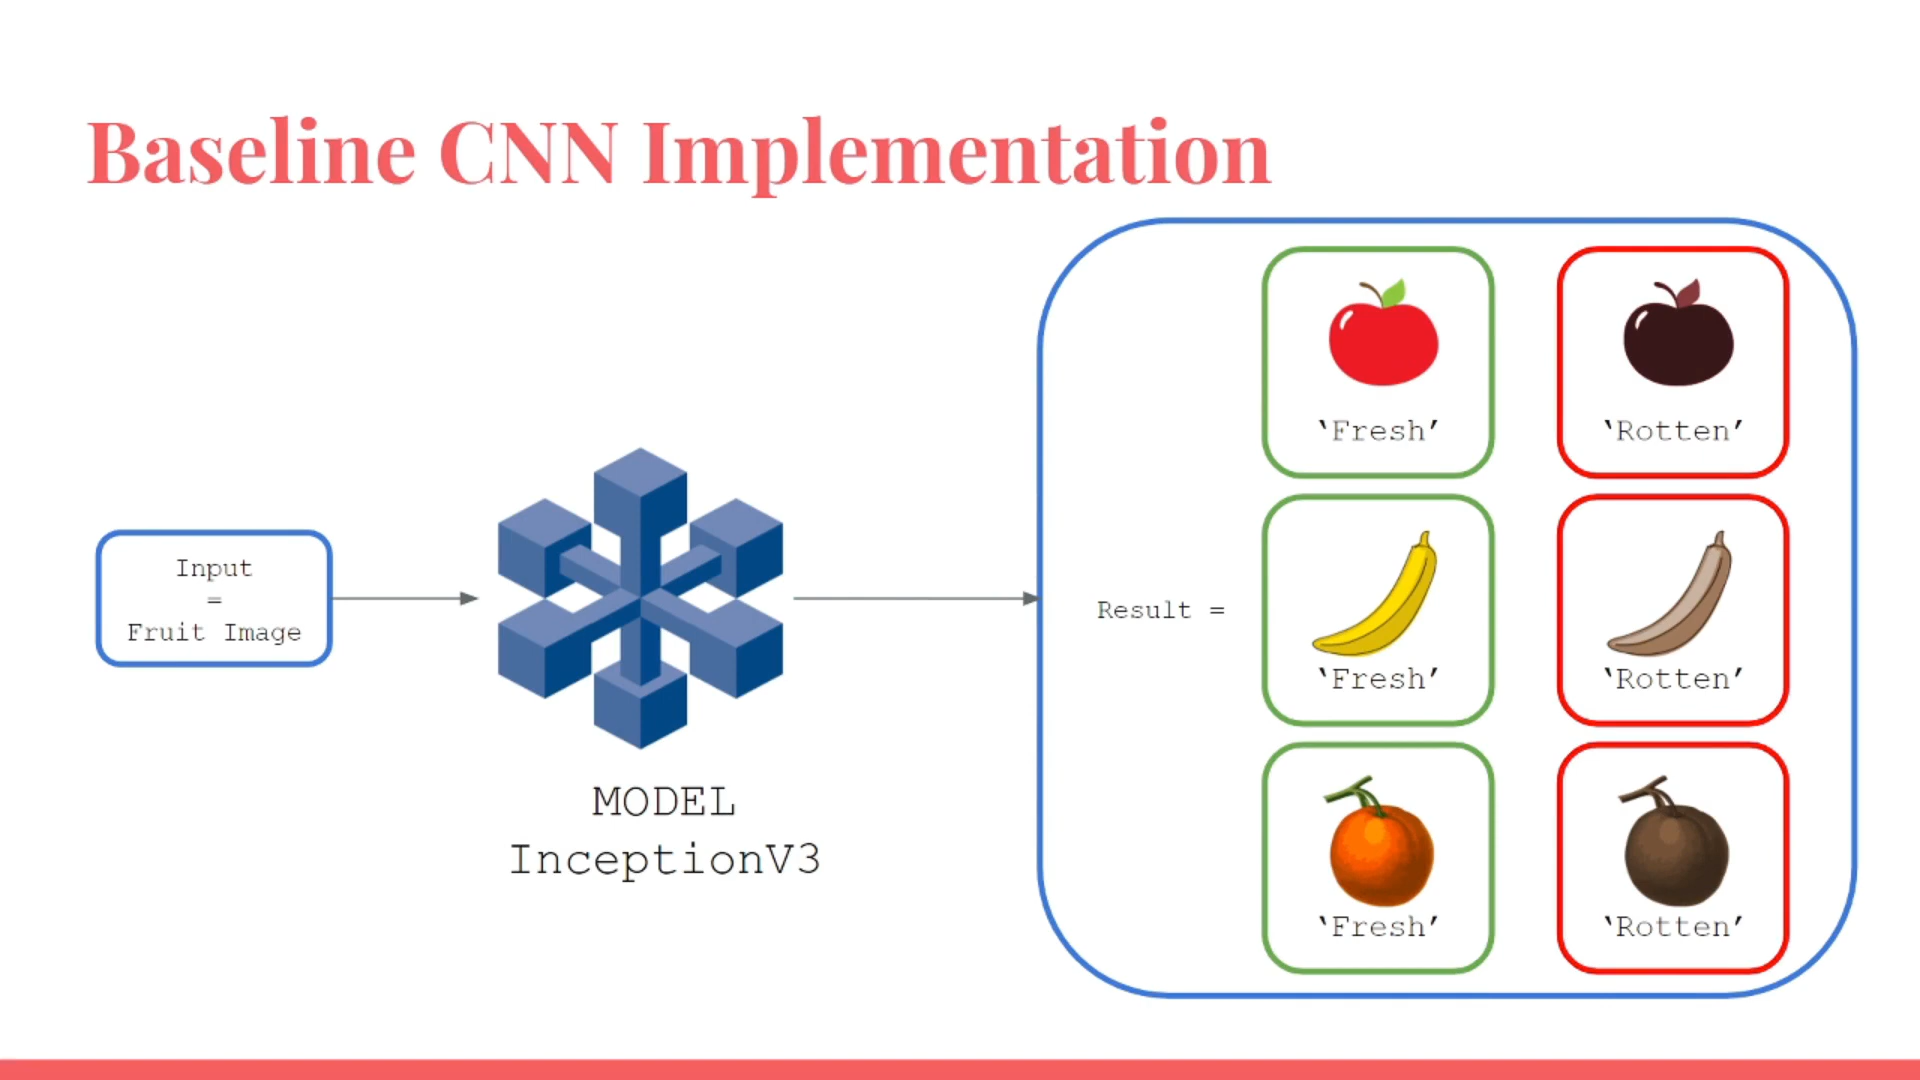 Baseline CNN Implementation
Input
=
Fruit Image
MODEL
InceptionV3
Result =
‘Fresh’
‘Rotten’
‘Fresh’
‘Rotten’
‘Fresh’
‘Rotten’